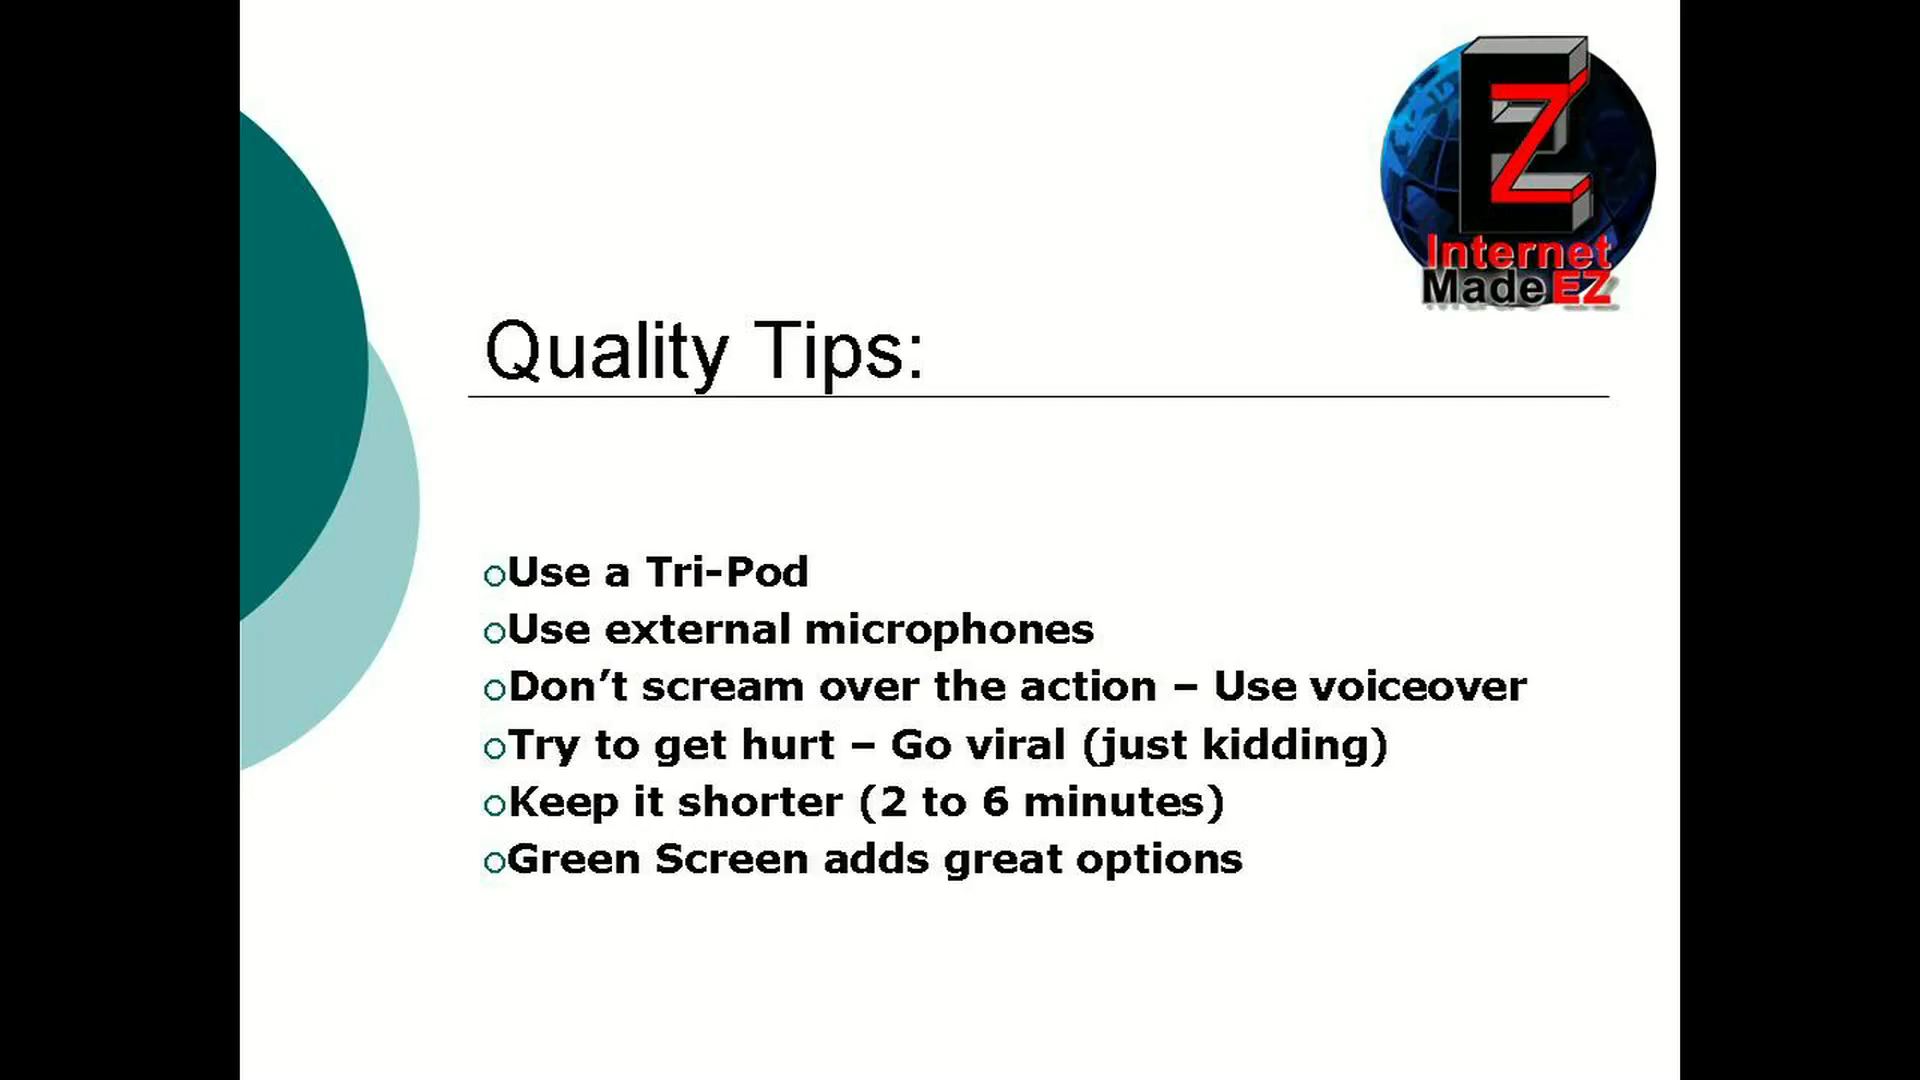 EZ
Internet
Made EZ
Quality Tips:
Use a Tri-Pod
Use external microphones
Don’t scream over the action – Use voiceover
Try to get hurt – Go viral (just kidding)
Keep it shorter (2 to 6 minutes)
Green Screen adds great options